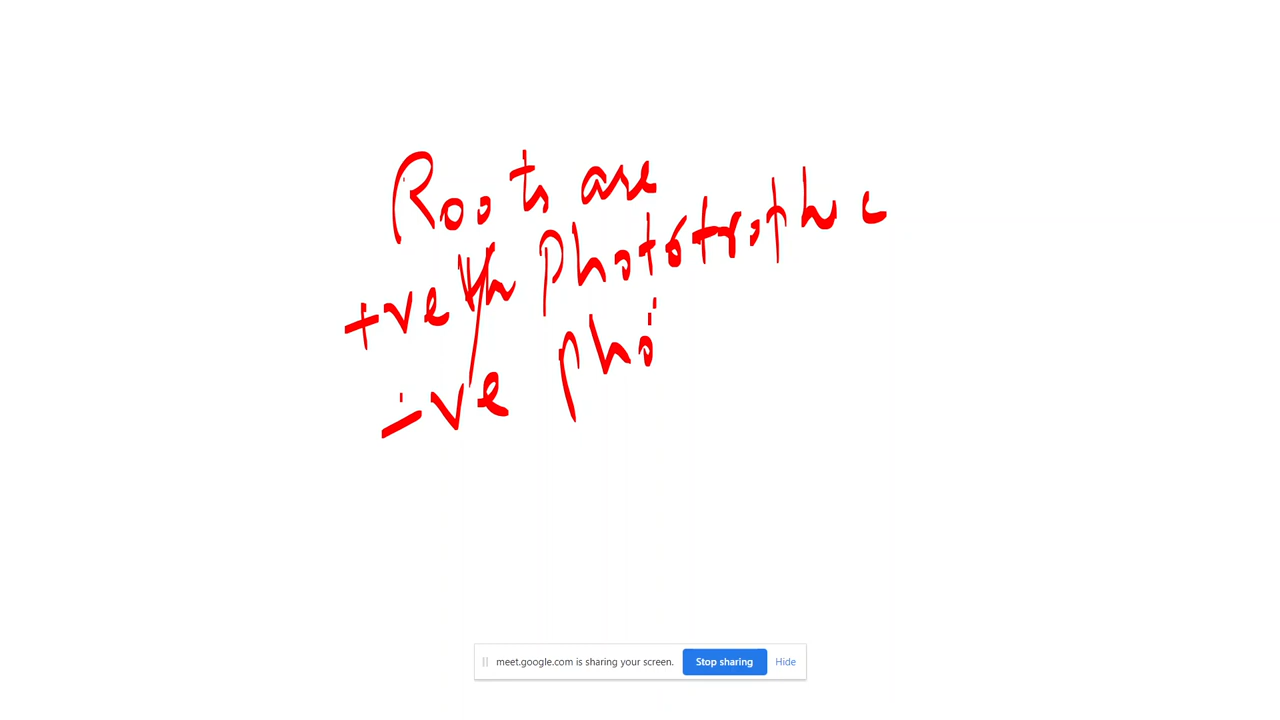 Roots are
+ve Phototrophic
-ve pho
meet.google.com is sharing your screen. Stop sharing Hide